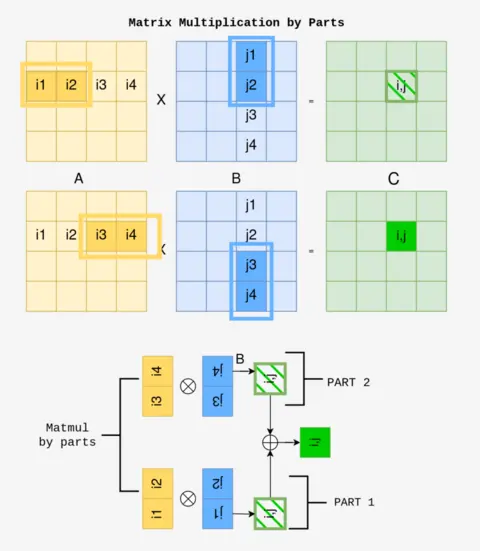 Matrix Multiplication by Parts
j1
i1 i2 i3 i4 X j2 = i,j
j3
j4
A B C
j1
i1 i2 i3 i4 X j2 = i,j
j3
j4
B
i3 i4 j3 j4 i,j PART 2
Matmul
by parts
i,j
i1 i2 j1 j2 i,j PART 1